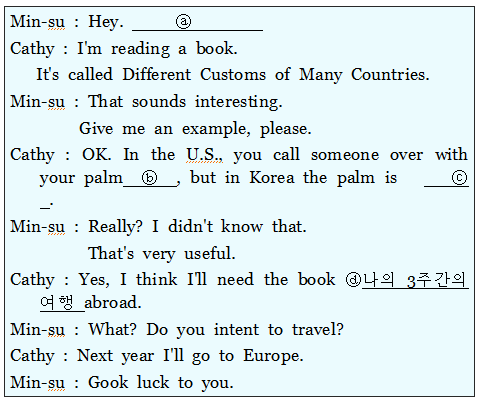 Min-su : Hey. ⓐ
Cathy : I'm reading a book.
It's called Different Customs of Many Countries.
Min-su : That sounds interesting.
Give me an example, please.
Cathy : OK. In the U.S., you call someone over with
your palm ⓑ , but in Korea the palm is ⓒ
_.
Min-su : Really? I didn't know that.
That's very useful.
Cathy : Yes, I think I'll need the book ⓓ나의 3주간의
여행 abroad.
Min-su : What? Do you intent to travel?
Cathy : Next year I'll go to Europe.
Min-su : Gook luck to you.